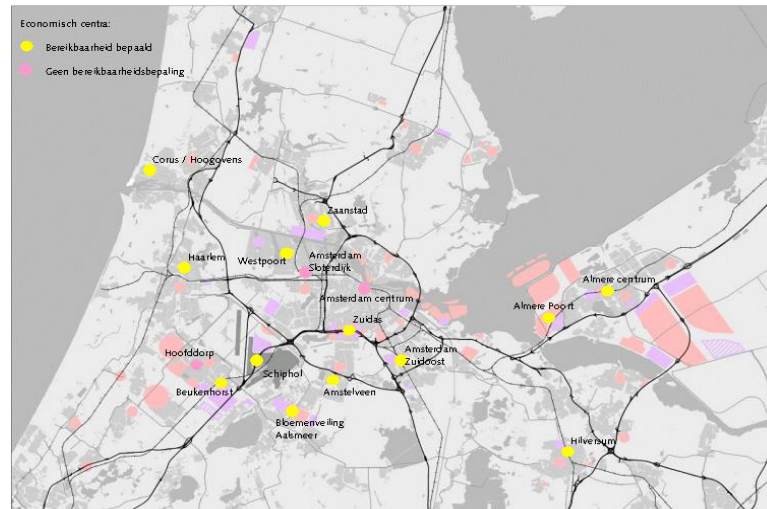 Economisch centra:
Bereikbaarheid bepaald
Geen bereikbaarheidsbepaling
Corus / Hoogovens
Zaanstad
Haarlem
Westpoort
Amsterdam
Sloterdijk
Almere centrum
Amsterdam centrum
Almere Poort
Zuidas
Hoofddorp
Amsterdam
Zuidoost
Schiphol
Beukenhorst
Amstelveen
Bloemenveiling
Aalsmeer
Hilversum